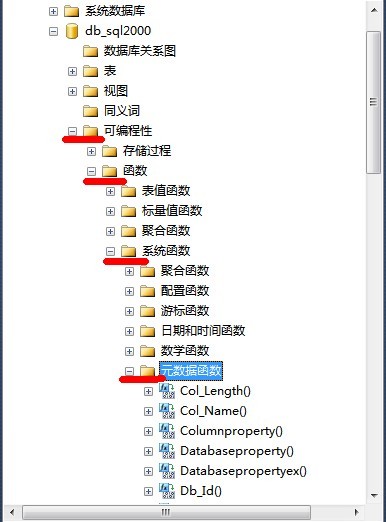 系统数据库
db_sql2000
数据库关系图
表
视图
同义词
可编程性
存储过程
函数
表值函数
标量值函数
聚合函数
系统函数
聚合函数
配置函数
游标函数
日期和时间函数
数学函数
元数据函数
Col_Length()
Col_Name()
Columnproperty()
Databaseproperty()
Databasepropertyex()
Db_Id()